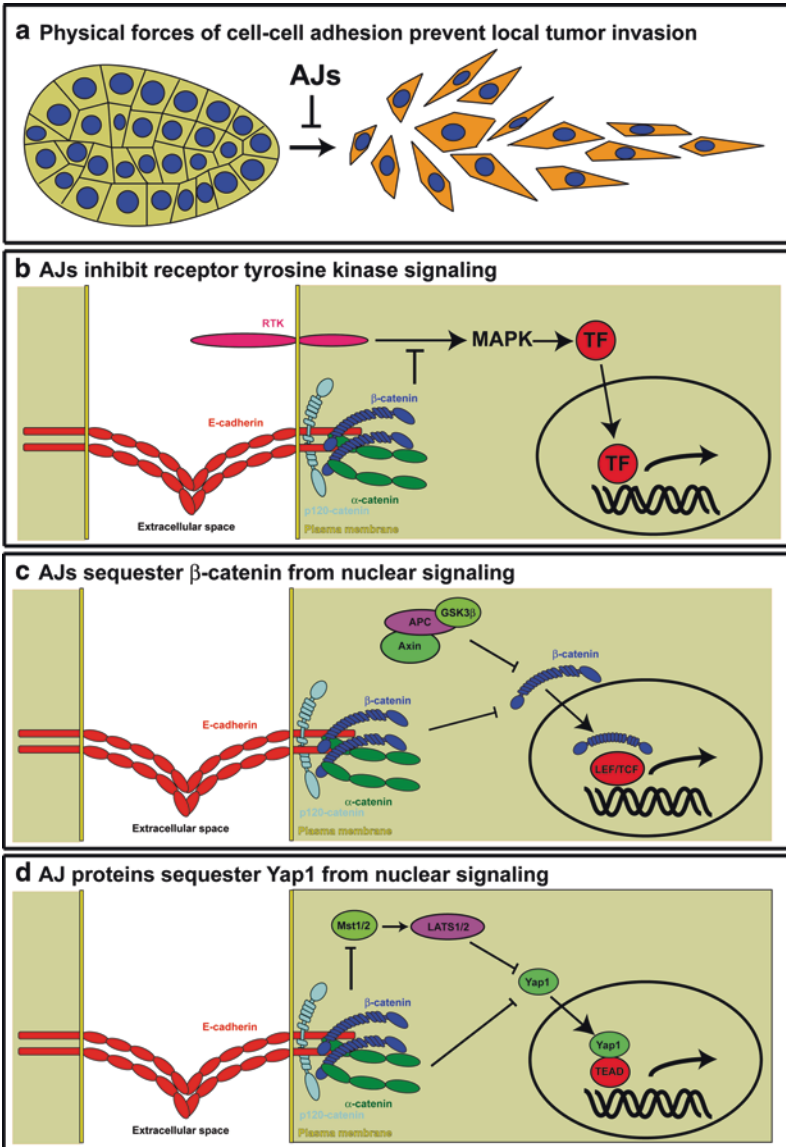 a Physical forces of cell-cell adhesion prevent local tumor invasion
AJs
b AJs inhibit receptor tyrosine kinase signaling
RTK
MAPK
TF
β-catenin
E-cadherin
TF
α-catenin
p120-catenin
Extracellular space
Plasma membrane
c AJs sequester β-catenin from nuclear signaling
GSK3β
APC
Axin
β-catenin
β-catenin
E-cadherin
LEF/TCF
α-catenin
p120-catenin
Extracellular space
Plasma membrane
d AJ proteins sequester Yap1 from nuclear signaling
Mst1/2
LATS1/2
Yap1
β-catenin
E-cadherin
Yap1
TEAD
α-catenin
p120-catenin
Extracellular space
Plasma membrane